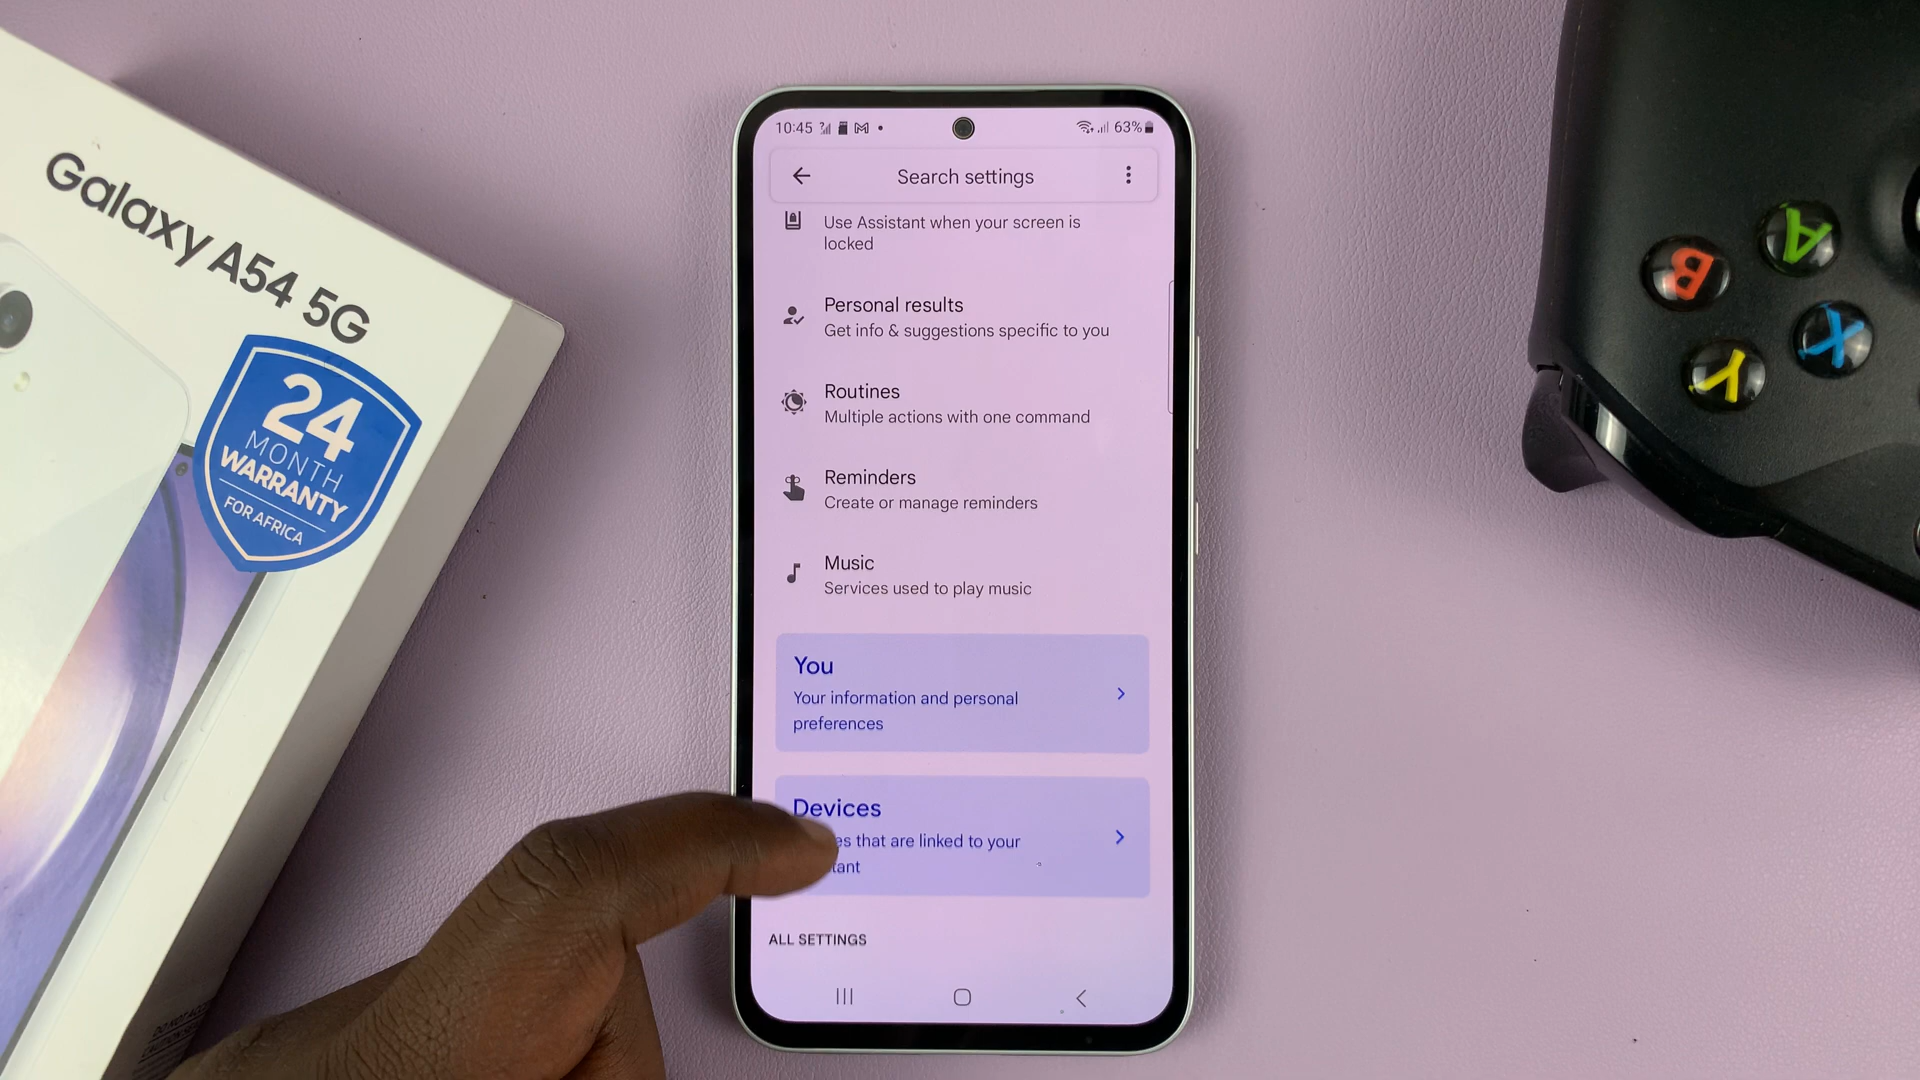 Galaxy A54 5G
24
MONTH
WARRANTY
FOR AFRICA
10:45
63%
Search settings
Use Assistant when your screen is
locked
Personal results
Get info & suggestions specific to you
Routines
Multiple actions with one command
Reminders
Create or manage reminders
Music
Services used to play music
You
Your information and personal
preferences
Devices
that are linked to your
ALL SETTINGS
A
B
X
Y